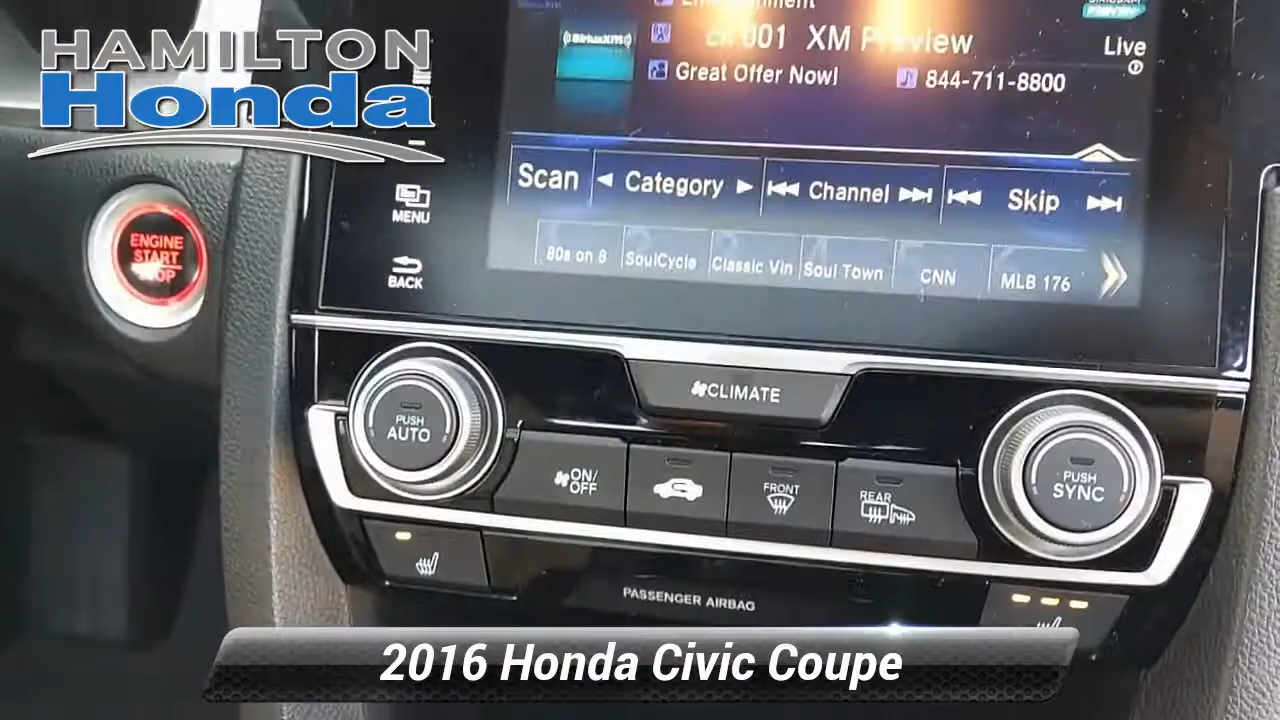 HAMILTON
Honda
ch 001 XM Preview
Live
((SiriusXM))
Great Offer Now!
844-711-8800
Scan
Category
Channel
Skip
MENU
BACK
80s on 8
SoulCycle
Classic Vin
Soul Town
CNN
MLB 176
ENGINE
START
STOP
CLIMATE
PUSH
AUTO
ON/
OFF
FRONT
REAR
PUSH
SYNC
PASSENGER AIRBAG
2016 Honda Civic Coupe